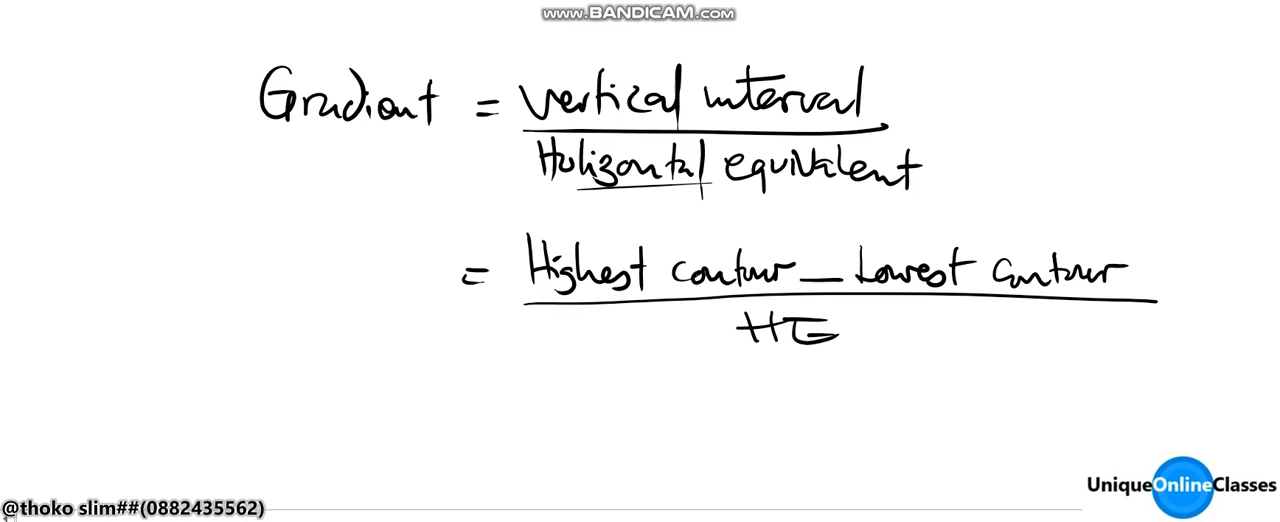 www.BANDICAM.com
Gradient = vertical interval
Holizontal equivalent
= Highest contour – Lowest contour
HE
UniqueOnlineClasses
@thoko slim##(0882435562)